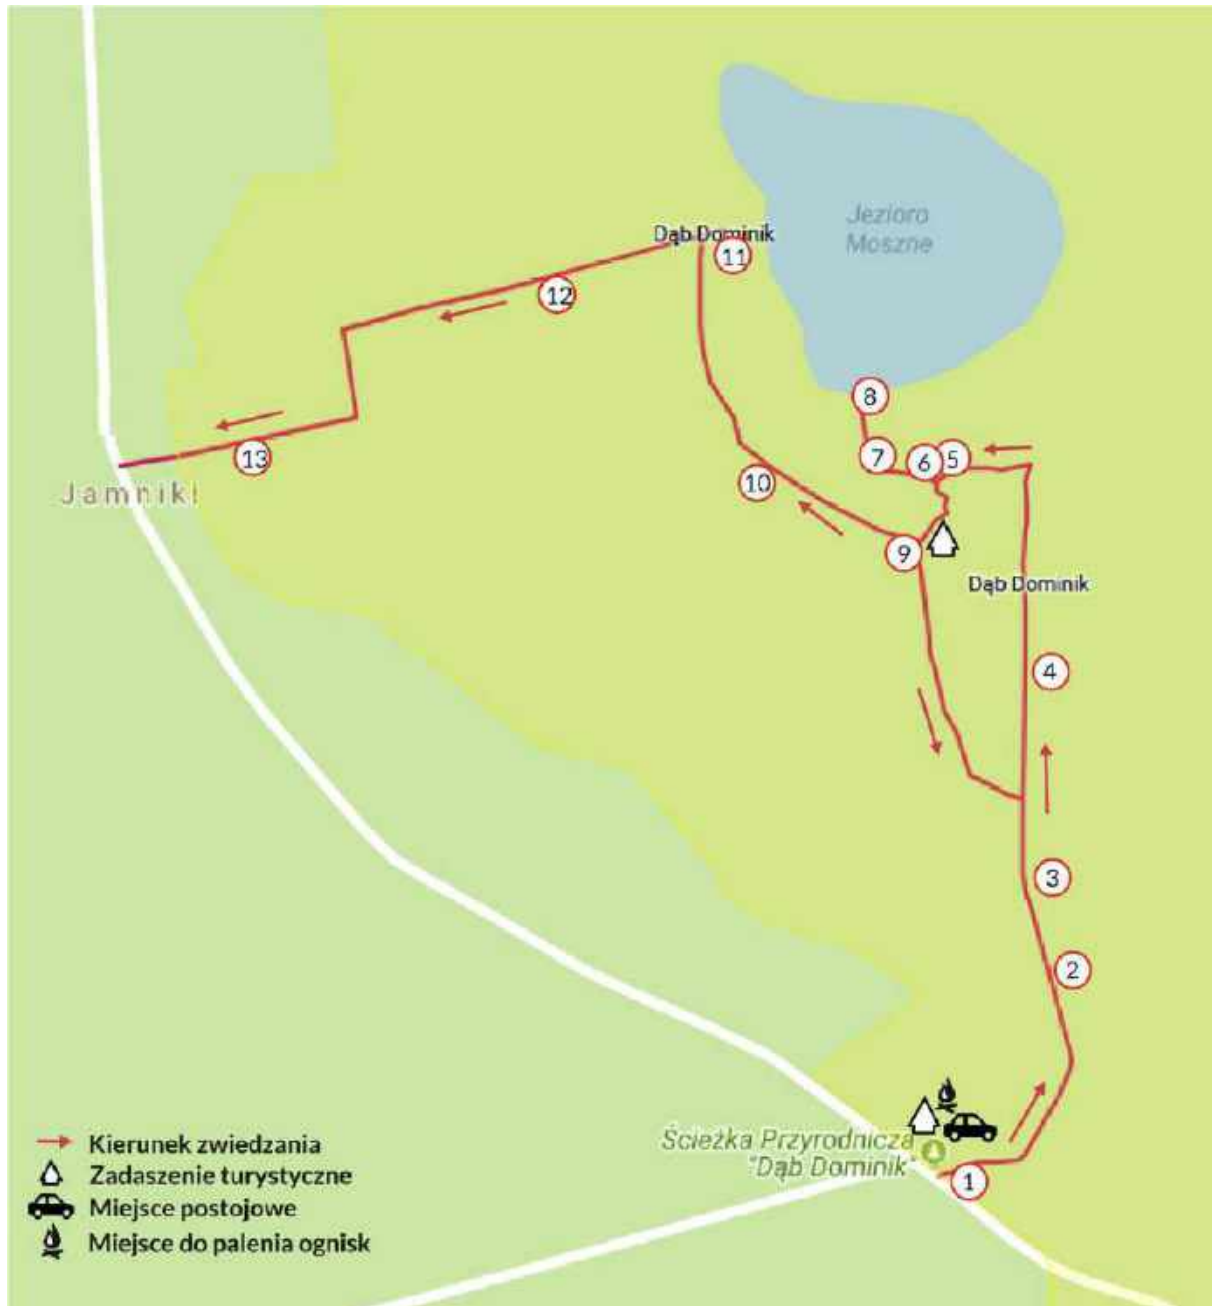 Jezioro
Moszne
Dąb Dominik
11
12
8
13
7
6
5
10
Jamniki
9
Dąb Dominik
4
3
2
Ścieżka Przyrodnicza
"Dąb Dominik"
1
Kierunek zwiedzania
Zadaszenie turystyczne
Miejsce postojowe
Miejsce do palenia ognisk